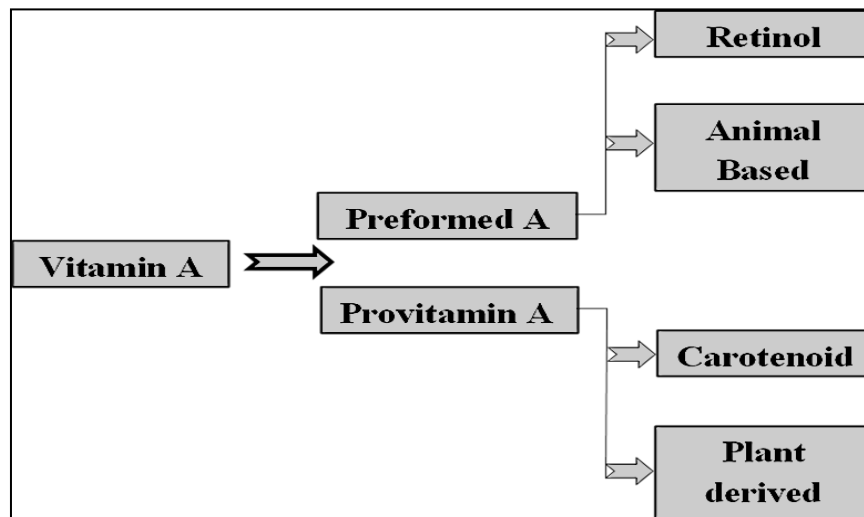 Retinol
Animal
Based
Preformed A
Vitamin A
Provitamin A
Carotenoid
Plant
derived